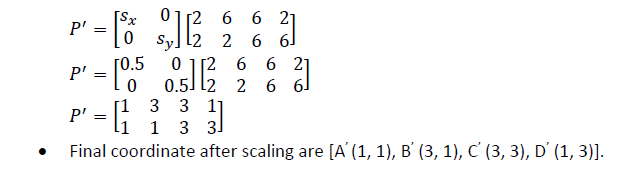 P′ = [Sx 0 0 Sy] [2 6 6 2 2 2 6 6]
P′ = [0.5 0 0 0.5] [2 6 6 2 2 2 6 6]
P′ = [1 3 3 1 1 1 3 3]
• Final coordinate after scaling are [A′ (1, 1), B′ (3, 1), C′ (3, 3), D′ (1, 3)].